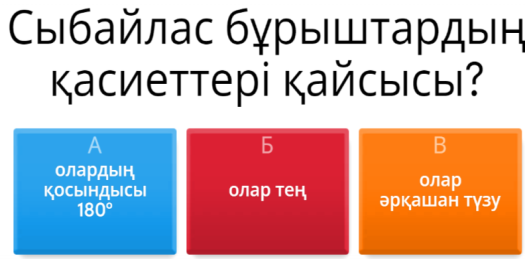 Сыбайлас бұрыштардың
қасиеттері қайсысы?
А
олардың
қосындысы
180°
Б
олар тең
В
олар
әрқашан түзу